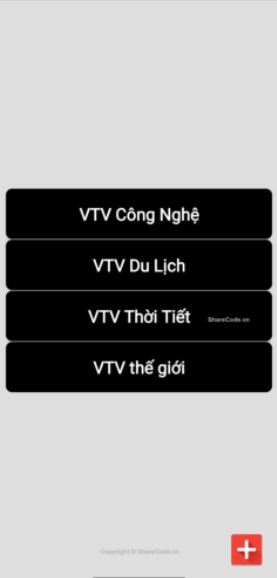 VTV Công Nghệ
VTV Du Lịch
VTV Thời Tiết
ShareCode.vn
VTV thế giới
Copyright © ShareCode.vn